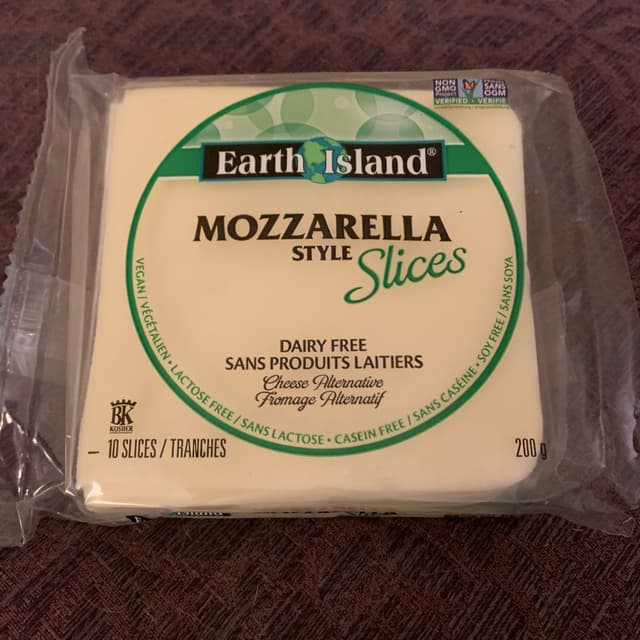 NON GMO PROJECT VERIFIED
SANS OGM VÉRIFIÉ
Earth Island®
MOZZARELLA
STYLE
Slices
DAIRY FREE
SANS PRODUITS LAITIERS
Cheese Alternative
Fromage Alternatif
VEGAN / VÉGÉTALIEN • LACTOSE FREE / SANS LACTOSE • CASEIN FREE / SANS CASÉINE • SOY FREE / SANS SOYA
BK
KOSHER
10 SLICES / TRANCHES
200 g